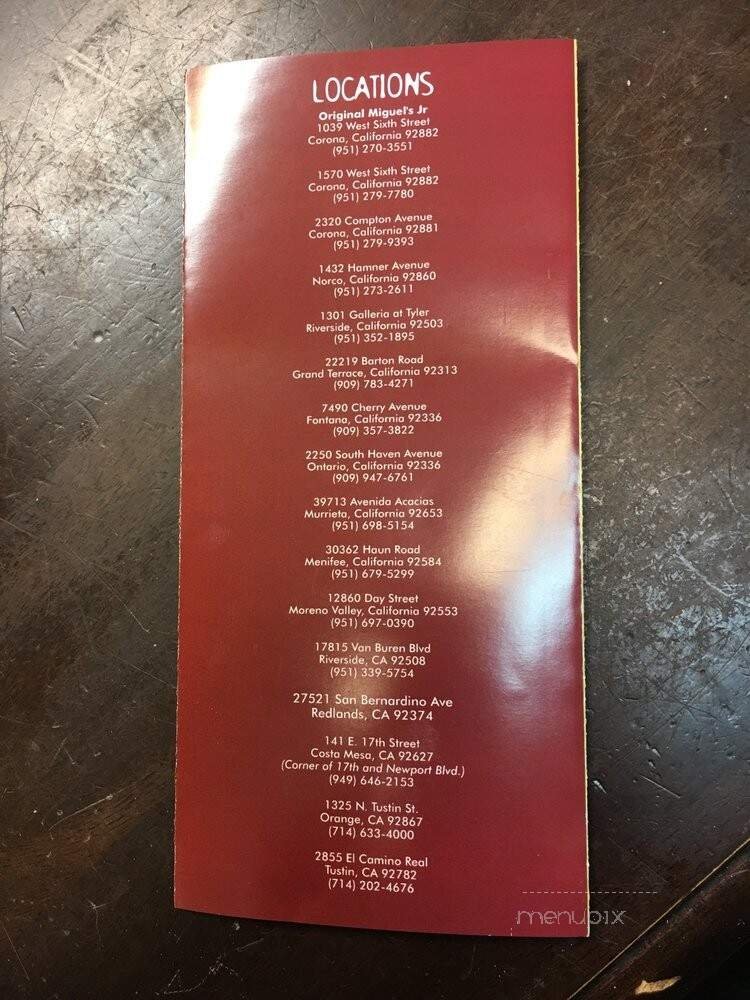 LOCATIONS
Original Miguel's Jr
1039 West Sixth Street
Corona, California 92882
(951) 270-3551
1570 West Sixth Street
Corona, California 92882
(951) 279-7780
2320 Compton Avenue
Corona, California 92881
(951) 279-9393
1432 Hamner Avenue
Norco, California 92860
(951) 273-2611
1301 Galleria at Tyler
Riverside, California 92503
(951) 352-1895
22219 Barton Road
Grand Terrace, California 92313
(909) 783-4271
7490 Cherry Avenue
Fontana, California 92336
(909) 357-3822
2250 South Haven Avenue
Ontario, California 92336
(909) 947-6761
39713 Avenida Acacias
Murrieta, California 92653
(951) 698-5154
30362 Haun Road
Menifee, California 92584
(951) 679-5299
12860 Day Street
Moreno Valley, California 92553
(951) 697-0390
17815 Van Buren Blvd
Riverside, CA 92508
(951) 339-5754
27521 San Bernardino Ave
Redlands, CA 92374
141 E. 17th Street
Costa Mesa, CA 92627
(Corner of 17th and Newport Blvd.)
(949) 646-2153
1325 N. Tustin St.
Orange, CA 92867
(714) 633-4000
2855 El Camino Real
Tustin, CA 92782
(714) 202-4676
menupix